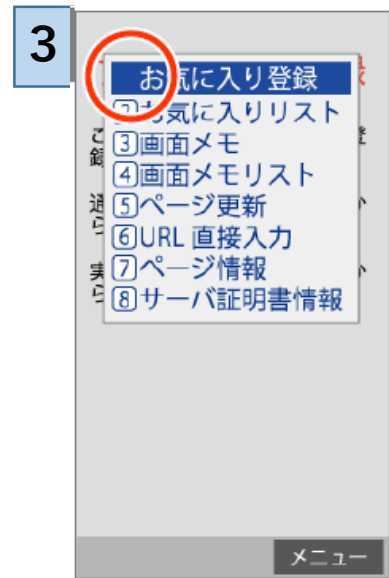 3
お気に入り登録
2お気に入りリスト
3画面メモ
4画面メモリスト
5ページ更新
6URL 直接入力
7ページ情報
8サーバ証明書情報
メニュー